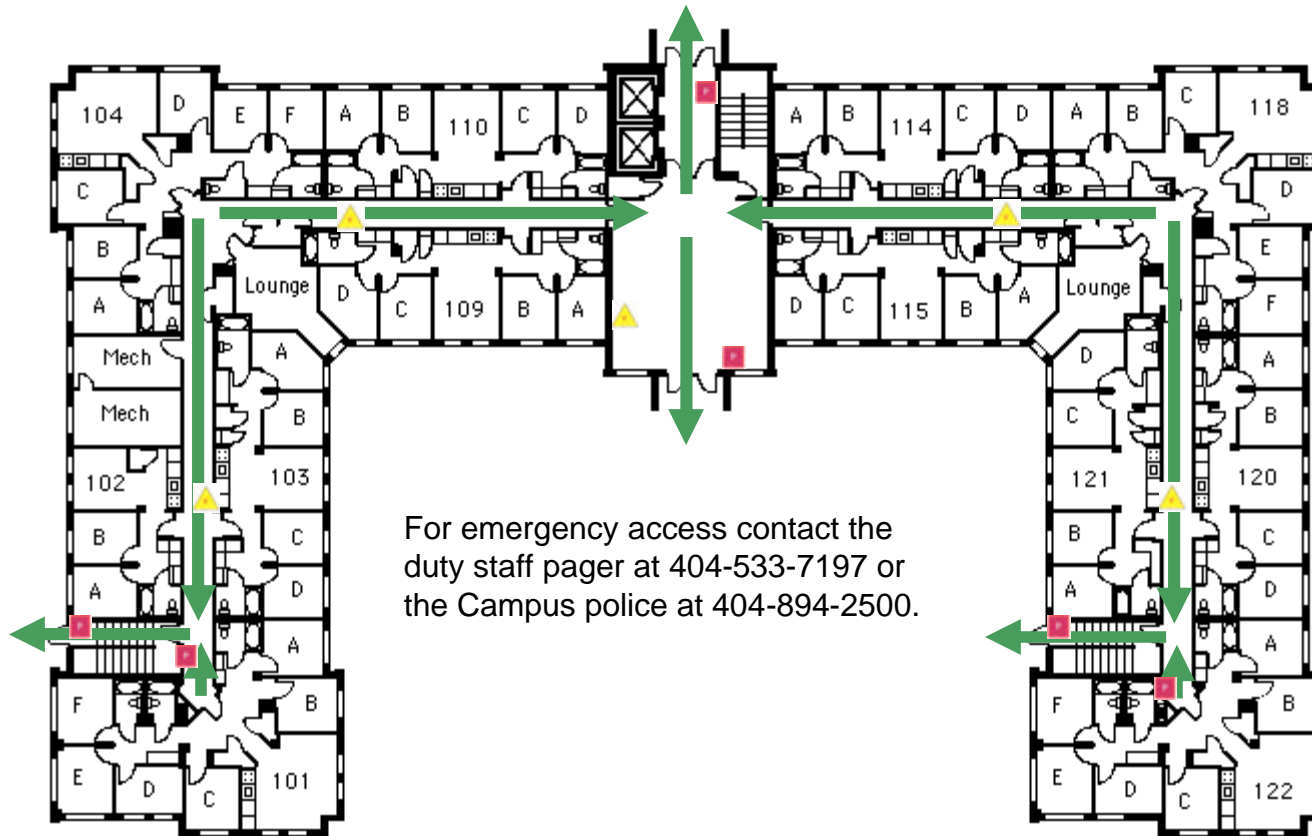 104
D
E
F
A
B
110
C
D
P
A
B
114
C
D
A
B
C
118
C
D
B
A
Lounge
D
C
109
B
A
D
C
115
B
A
Lounge
E
F
P
Mech
Mech
A
B
D
C
A
B
102
103
121
120
B
A
C
D
B
A
C
D
For emergency access contact the
duty staff pager at 404-533-7197 or
the Campus police at 404-894-2500.
P
P
A
P
P
A
F
E
D
C
B
101
F
E
D
C
B
122